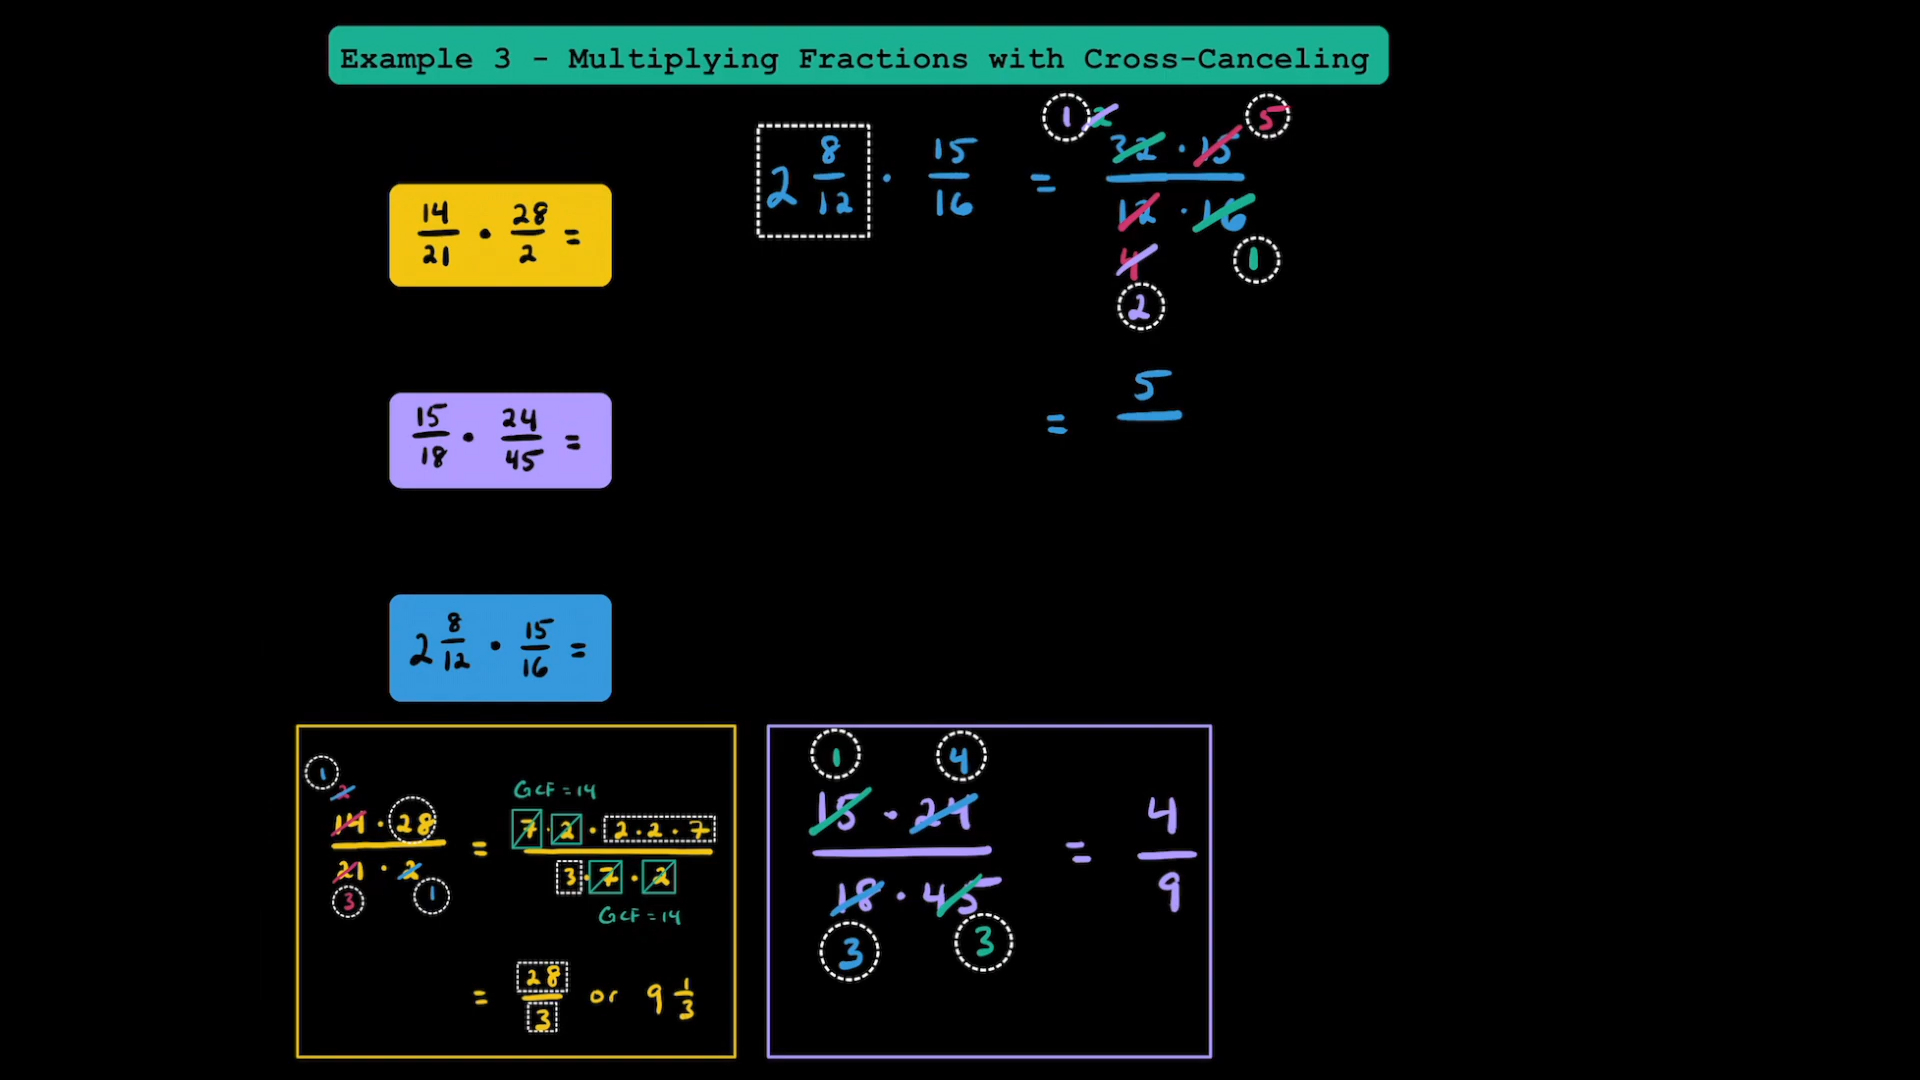 Example 3 - Multiplying Fractions with Cross-Canceling
14/21 • 28/2 =
15/18 • 24/45 =
2 8/12 • 15/16 =
2 8/12 · 15/16 = 32 · 15 / 12 · 16
1 2 5
4 1
2
= 5
1 2
14 · 28 / 21 · 2 = 7 · 2 · 2 · 2 · 7 / 3 · 7 · 2
3 1
GCF = 14
GCF = 14
= 28/3 or 9 1/3
1 4
15 · 24 / 18 · 45 = 4/9
3 3